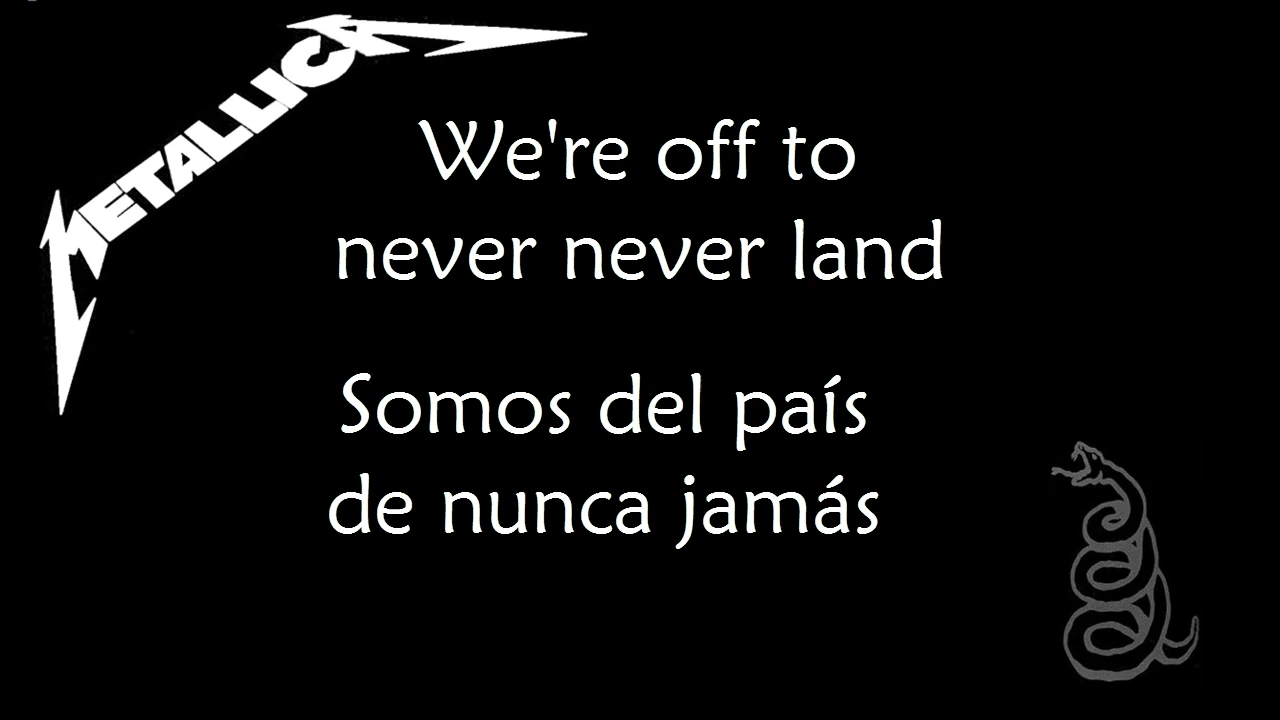 METALLICA
We're off to
never never land
Somos del país
de nunca jamás